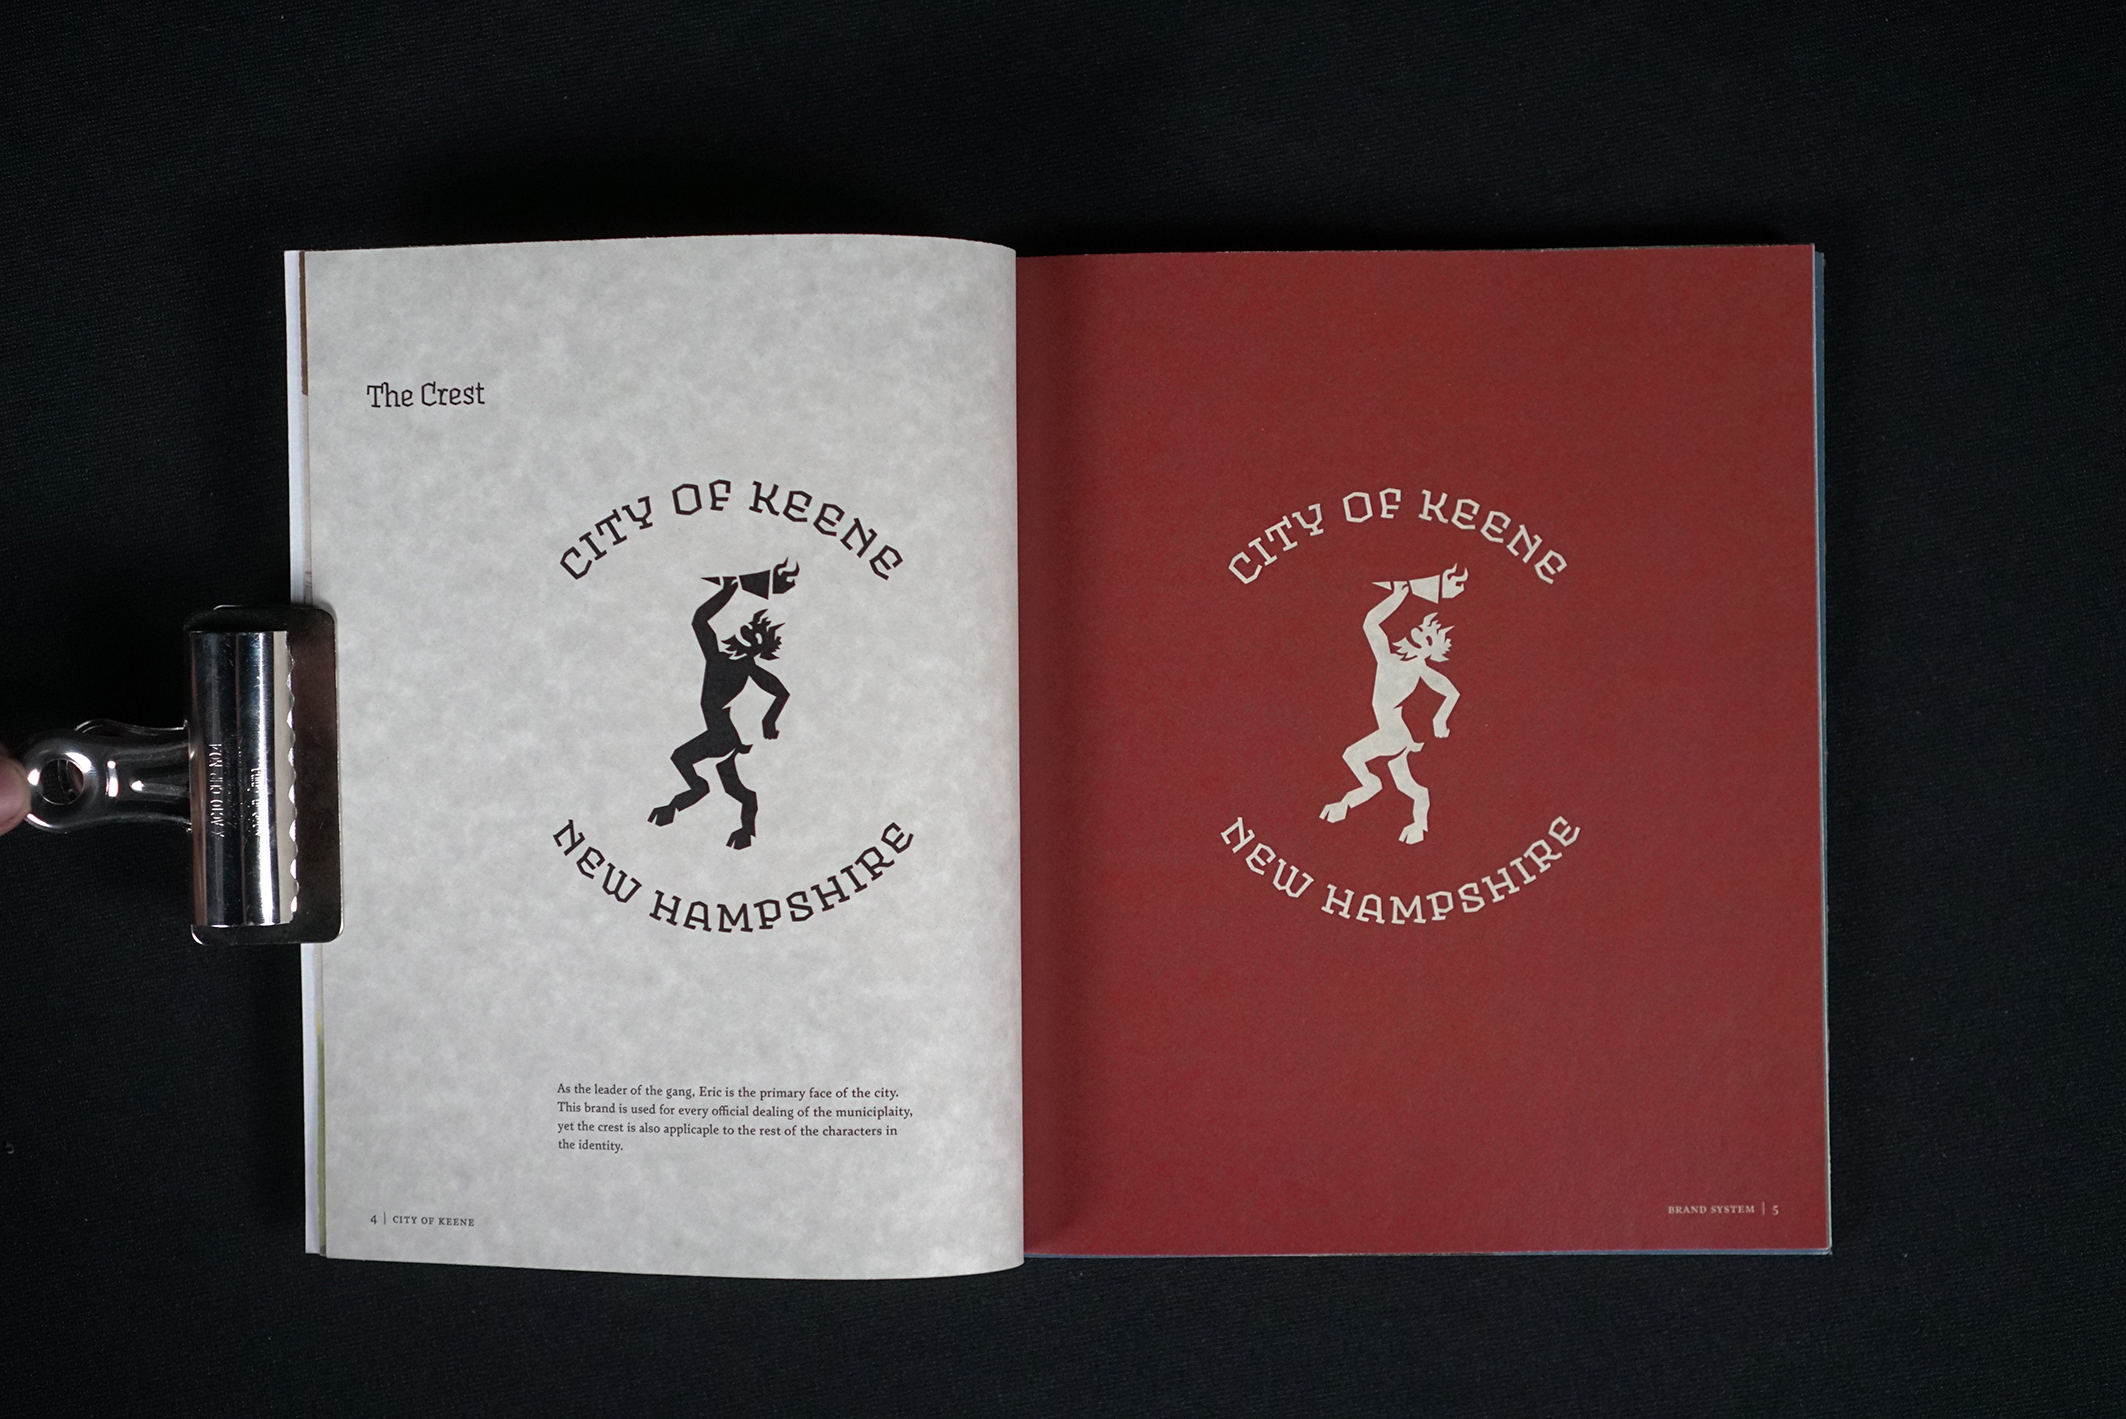 The Crest
CITY OF KEENE
NEW HAMPSHIRE
As the leader of the gang, Eric is the primary face of the city.
This brand is used for every official dealing of the municiplaity,
yet the crest is also applicaple to the rest of the characters in
the identity.
4 | CITY OF KEENE
CITY OF KEENE
NEW HAMPSHIRE
BRAND SYSTEM | 5